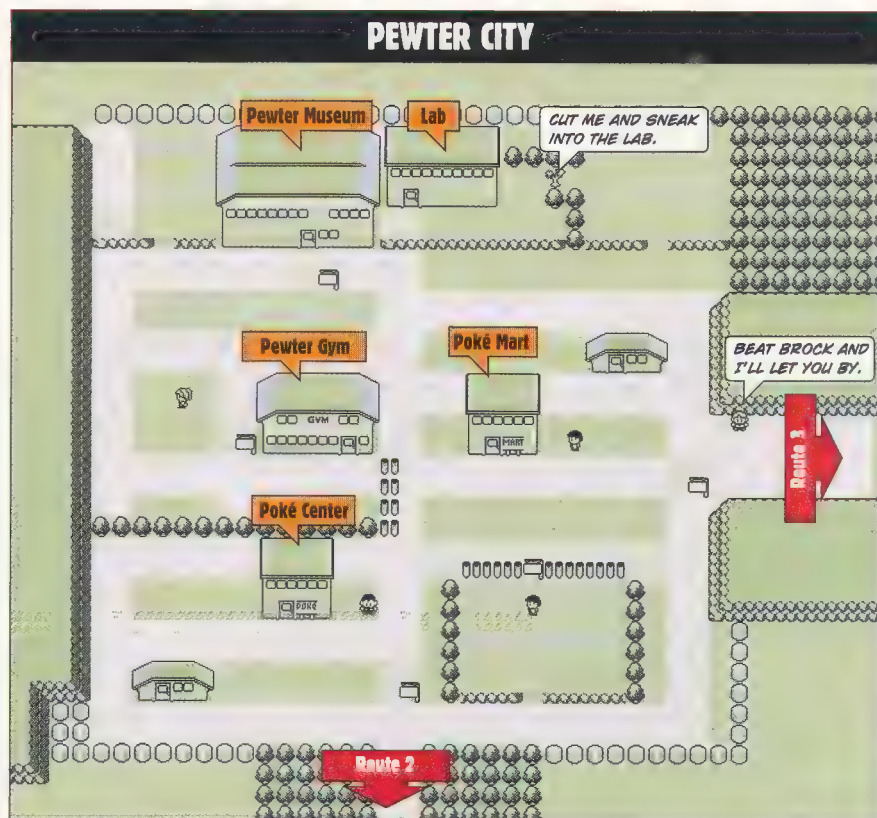 PEWTER CITY
Pewter Museum
Lab
CUT ME AND SNEAK
INTO THE LAB.
Pewter Gym
Poké Mart
BEAT BROCK AND
I'LL LET YOU BY.
GYM
MART
Route 3
Poké Center
POKÉ
Route 2